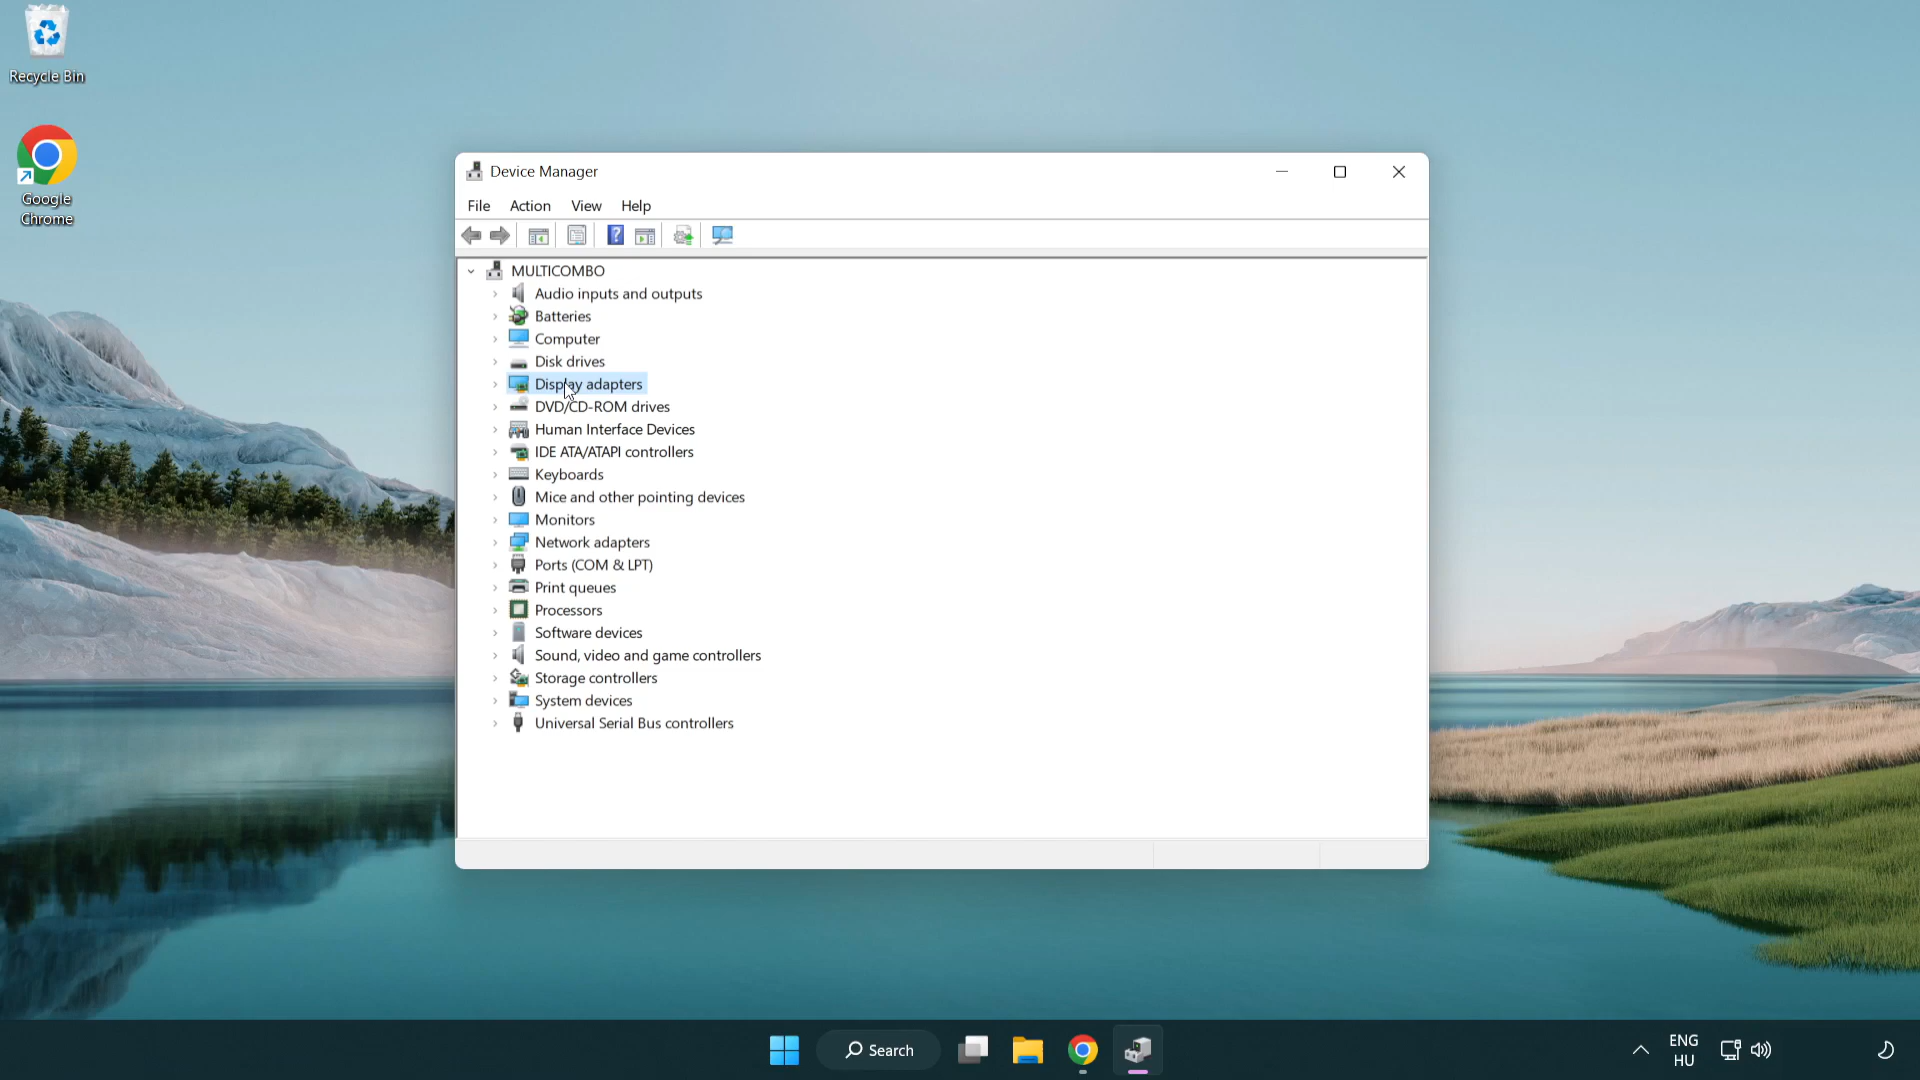 Recycle Bin
Google
Chrome
Device Manager
File Action View Help
MULTICOMBO
Audio inputs and outputs
Batteries
Computer
Disk drives
Display adapters
DVD/CD-ROM drives
Human Interface Devices
IDE ATA/ATAPI controllers
Keyboards
Mice and other pointing devices
Monitors
Network adapters
Ports (COM & LPT)
Print queues
Processors
Software devices
Sound, video and game controllers
Storage controllers
System devices
Universal Serial Bus controllers
Search
ENG
HU